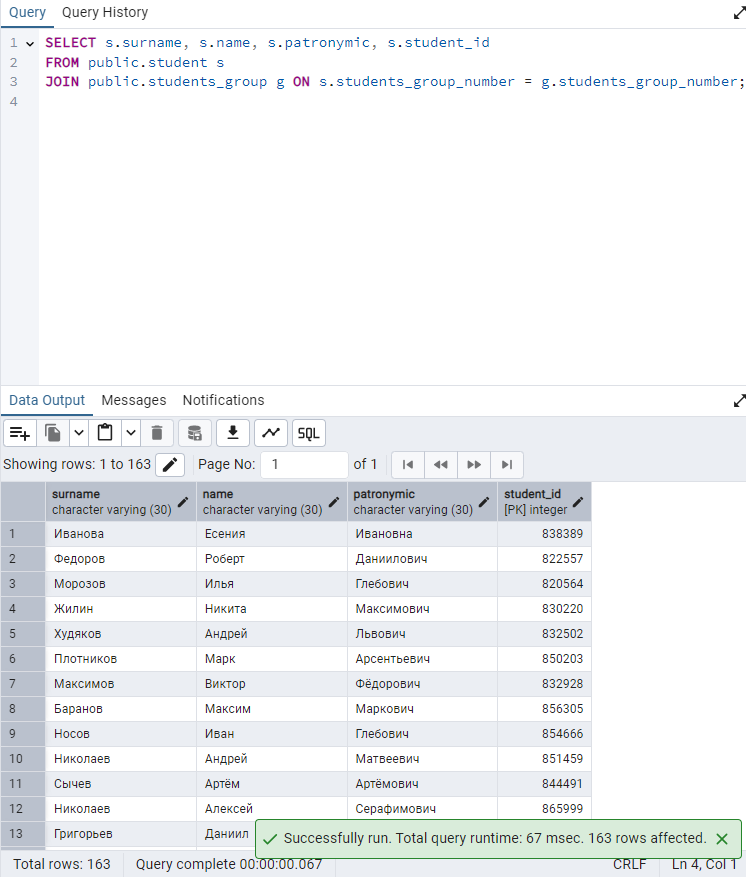 Query Query History
1 SELECT s.surname, s.name, s.patronymic, s.student_id
2 FROM public.student s
3 JOIN public.students_group g ON s.students_group_number = g.students_group_number;
4
Data Output Messages Notifications
SQL
Showing rows: 1 to 163 Page No: 1 of 1
surname name patronymic student_id
character varying (30) character varying (30) character varying (30) [PK] integer
1 Иванова Есения Ивановна 838389
2 Федоров Роберт Даниилович 822557
3 Морозов Илья Глебович 820564
4 Жилин Никита Максимович 830220
5 Худяков Андрей Львович 832502
6 Плотников Марк Арсентьевич 850203
7 Максимов Виктор Фёдорович 832928
8 Баранов Максим Маркович 856305
9 Носов Иван Глебович 854666
10 Николаев Андрей Матвеевич 851459
11 Сычев Артём Артёмович 844491
12 Николаев Алексей Серафимович 865999
13 Григорьев Даниил
Successfully run. Total query runtime: 67 msec. 163 rows affected.
Total rows: 163 Query complete 00:00:00.067 CRLF Ln 4, Col 1